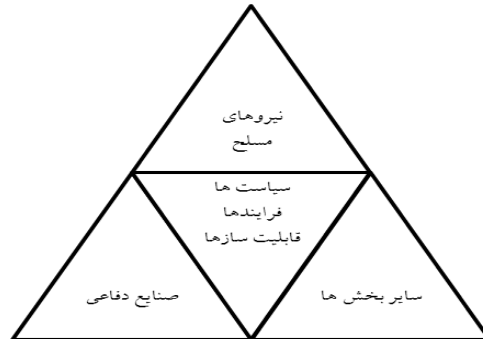 نیروهای
مسلح
سیاست ها
فرایندها
قابلیت سازها
صنایع دفاعی
سایر بخش ها